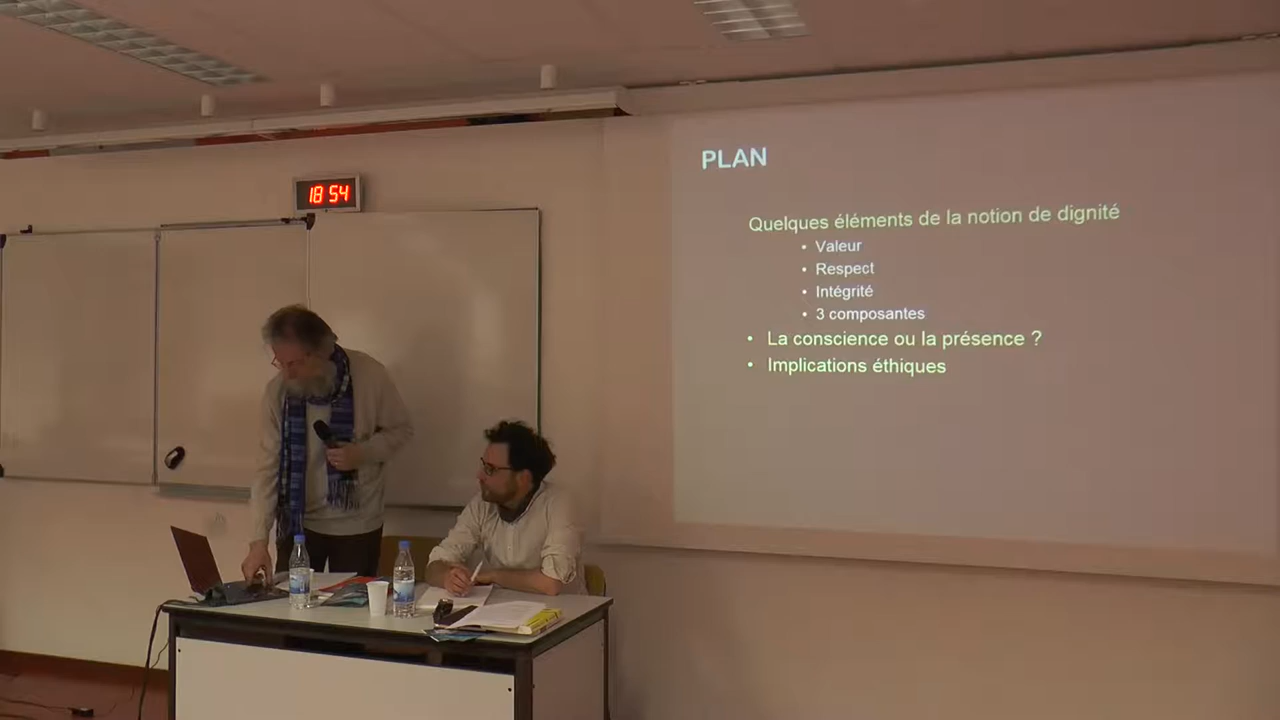 18 54
PLAN
Quelques éléments de la notion de dignité
• Valeur
• Respect
• Intégrité
• 3 composantes
• La conscience ou la présence ?
• Implications éthiques